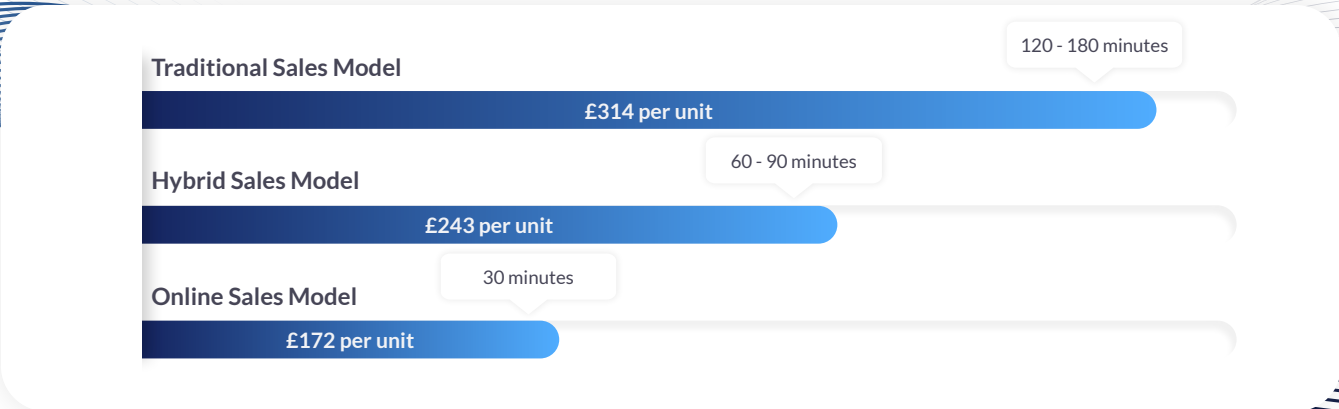 120 - 180 minutes
Traditional Sales Model
£314 per unit
60 - 90 minutes
Hybrid Sales Model
£243 per unit
30 minutes
Online Sales Model
£172 per unit